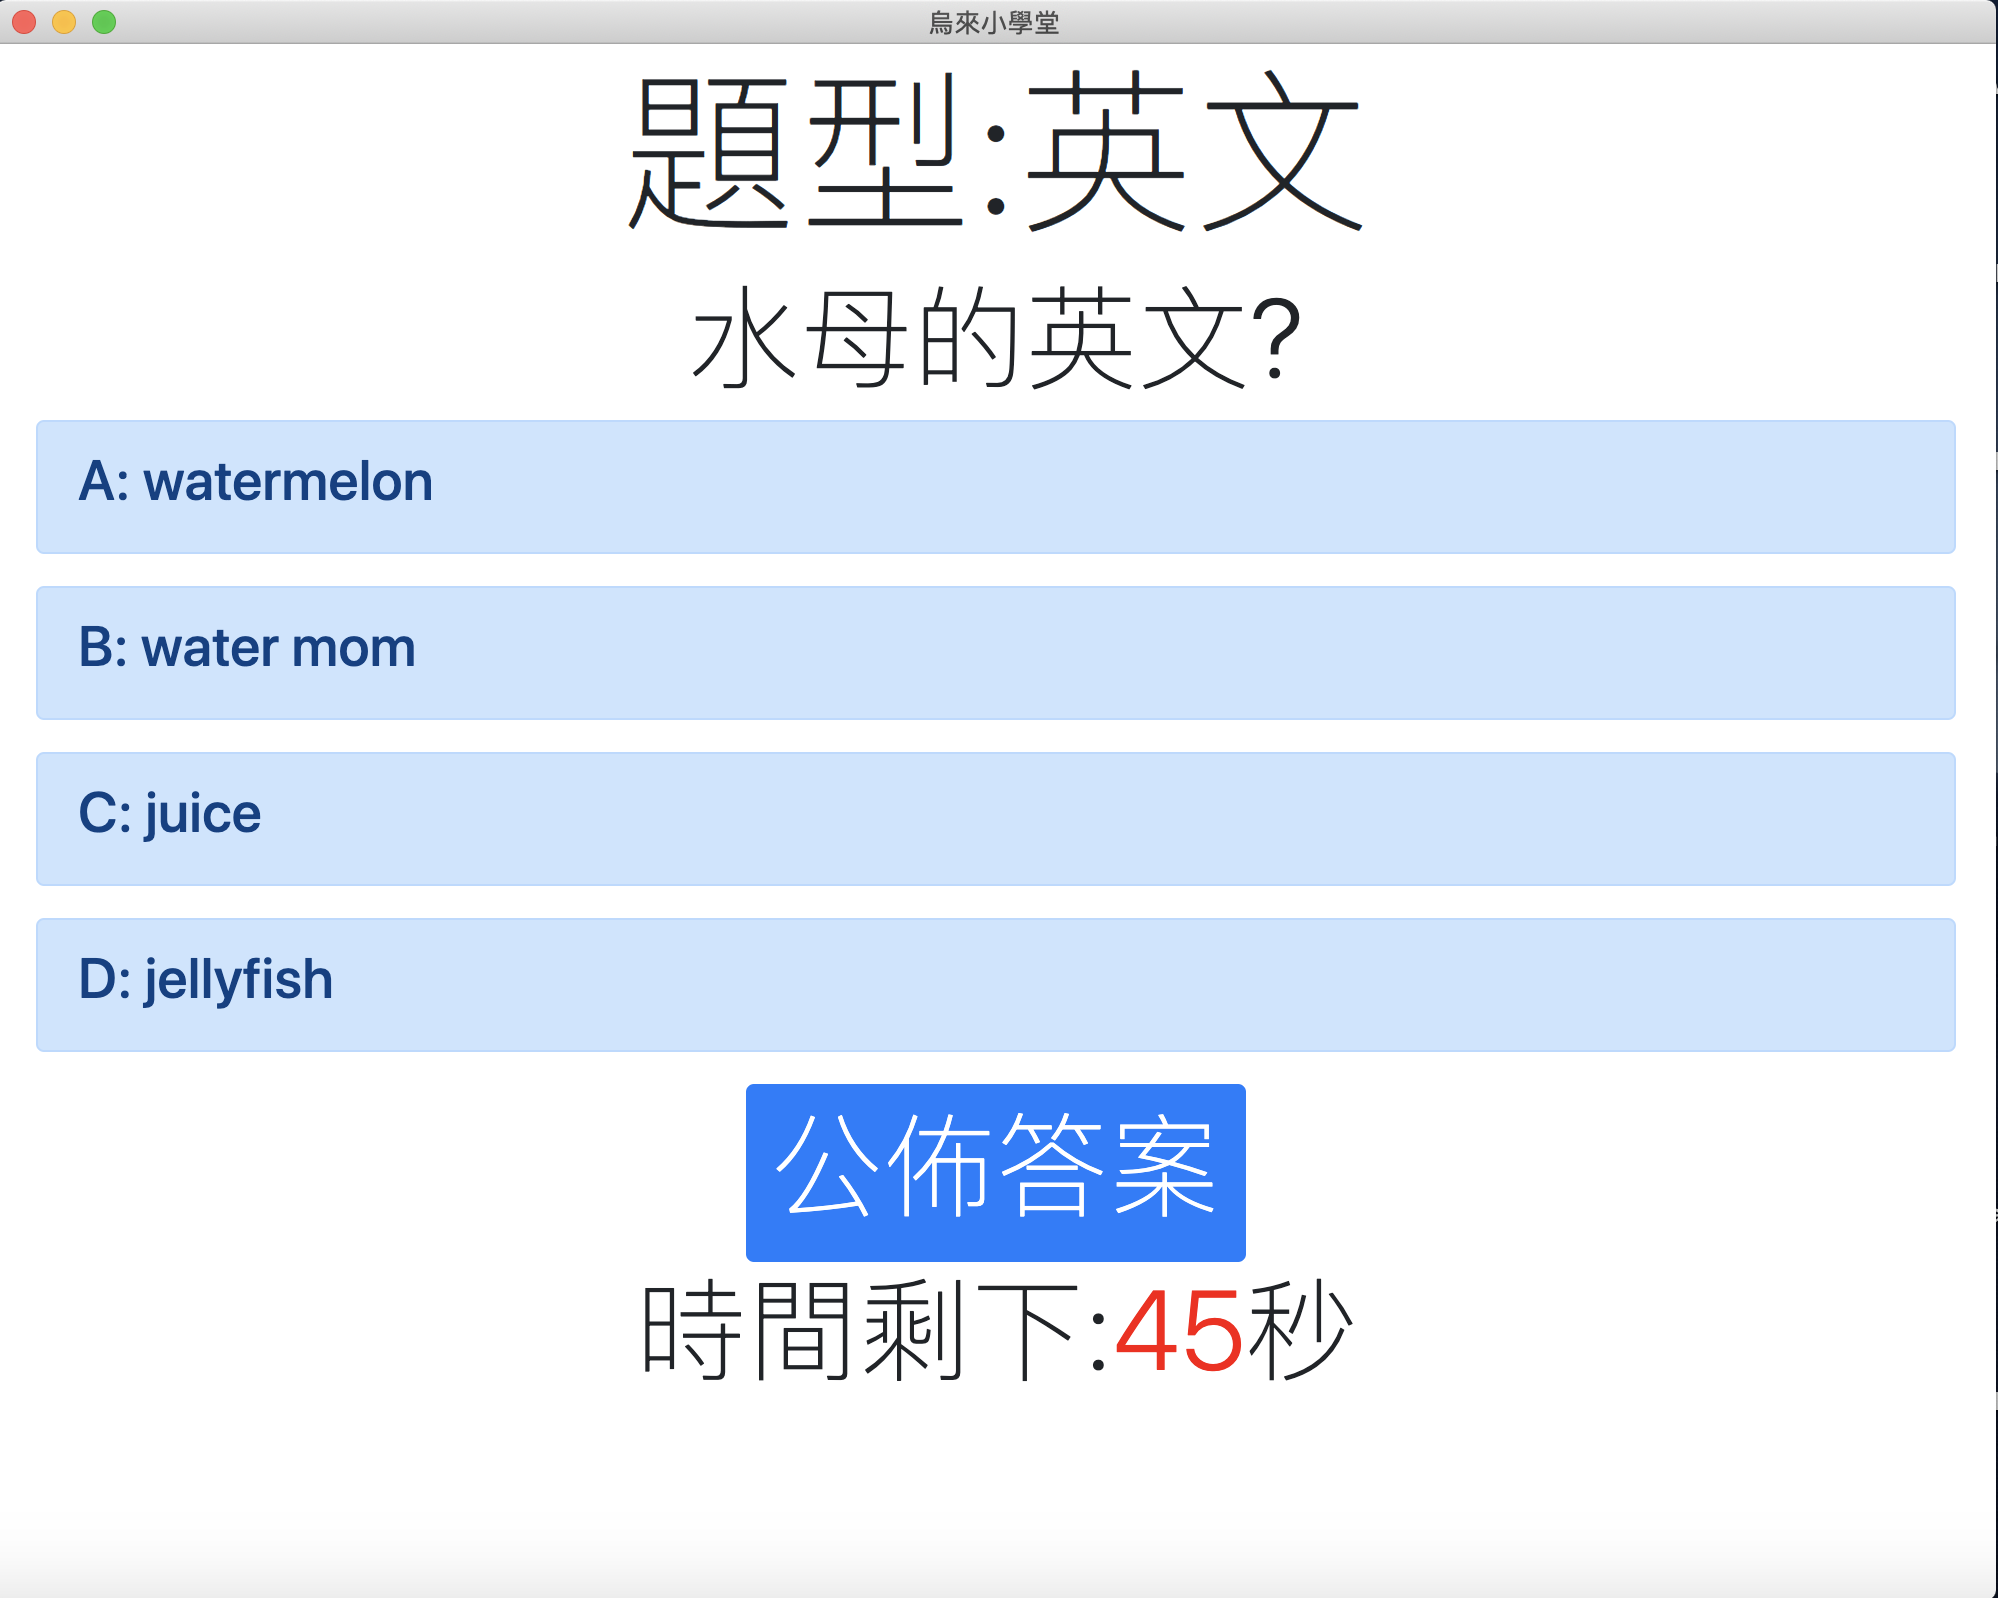 烏來小學堂
題型:英文
水母的英文?
A: watermelon
B: water mom
C: juice
D: jellyfish
公佈答案
時間剩下:45秒